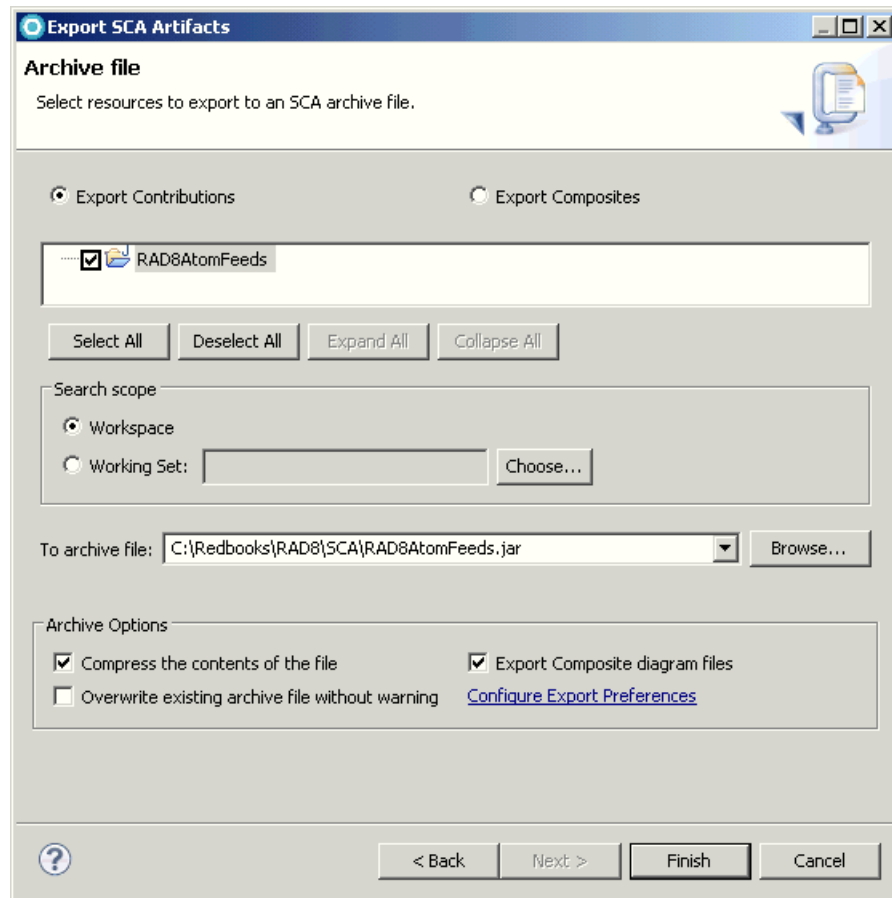 Export SCA Artifacts
Archive file
Select resources to export to an SCA archive file.
Export Contributions Export Composites
RAD8AtomFeeds
Select All Deselect All Expand All Collapse All
Search scope
Workspace
Working Set: Choose...
To archive file: C:\Redbooks\RAD8\SCA\RAD8AtomFeeds.jar Browse...
Archive Options
Compress the contents of the file Export Composite diagram files
Overwrite existing archive file without warning Configure Export Preferences
? < Back Next > Finish Cancel